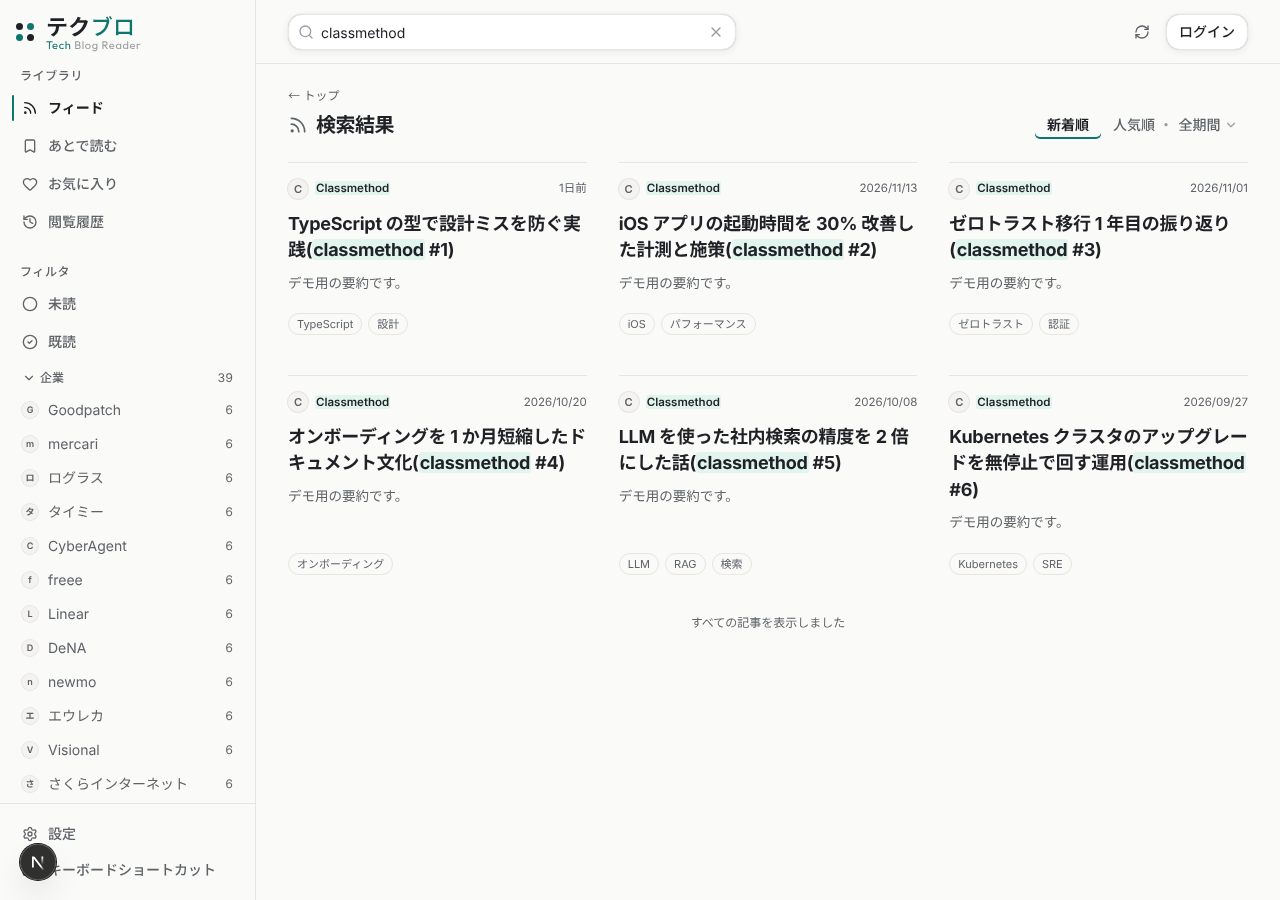 テクブロ
Tech Blog Reader
classmethod
ログイン
ライブラリ
フィード
あとで読む
お気に入り
閲覧履歴
フィルタ
未読
既読
企業 39
Goodpatch 6
mercari 6
ログラス 6
タイミー 6
CyberAgent 6
freee 6
Linear 6
DeNA 6
newmo 6
エウレカ 6
Visional 6
さくらインターネット 6
設定
キーボードショートカット
← トップ
検索結果
新着順 人気順 • 全期間
C Classmethod 1日前
TypeScript の型で設計ミスを防ぐ実
践(classmethod #1)
デモ用の要約です。
TypeScript 設計
C Classmethod 2026/11/13
iOS アプリの起動時間を 30% 改善し
た計測と施策(classmethod #2)
デモ用の要約です。
iOS パフォーマンス
C Classmethod 2026/11/01
ゼロトラスト移行 1 年目の振り返り
(classmethod #3)
デモ用の要約です。
ゼロトラスト 認証
C Classmethod 2026/10/20
オンボーディングを 1 か月短縮したド
キュメント文化(classmethod #4)
デモ用の要約です。
オンボーディング
C Classmethod 2026/10/08
LLM を使った社内検索の精度を 2 倍
にした話(classmethod #5)
デモ用の要約です。
LLM RAG 検索
C Classmethod 2026/09/27
Kubernetes クラスタのアップグレー
ドを無停止で回す運用(classmethod
#6)
デモ用の要約です。
Kubernetes SRE
すべての記事を表示しました